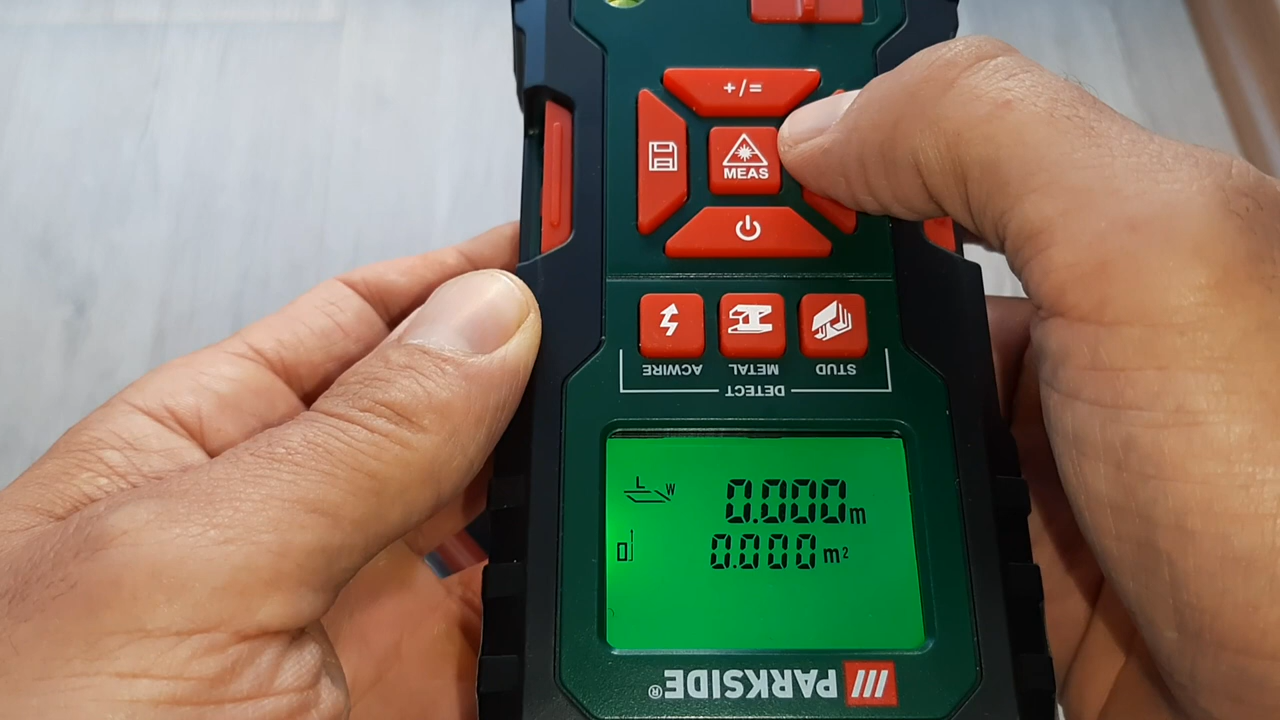 +/=
MEAS
ACWIRE METAL STUD
DETECT
L W
0.000m
0.000m²
PARKSIDE®